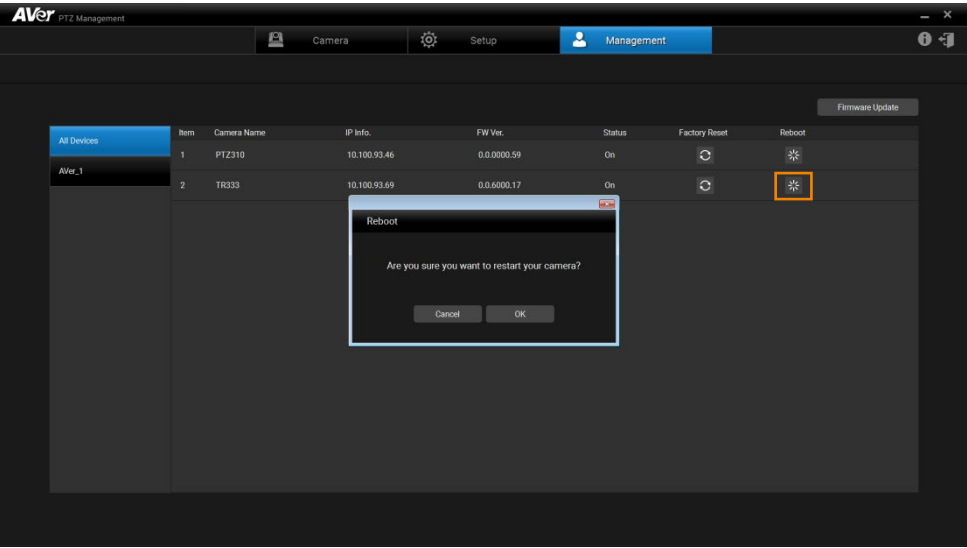 AVer PTZ Management
Camera Setup Management
Firmware Update
All Devices
AVer_1
Item Camera Name IP Info. FW Ver. Status Factory Reset Reboot
1 PTZ310 10.100.93.46 0.0.0000.59 On
2 TR333 10.100.93.69 0.0.6000.17 On
Reboot
Are you sure you want to restart your camera?
Cancel OK